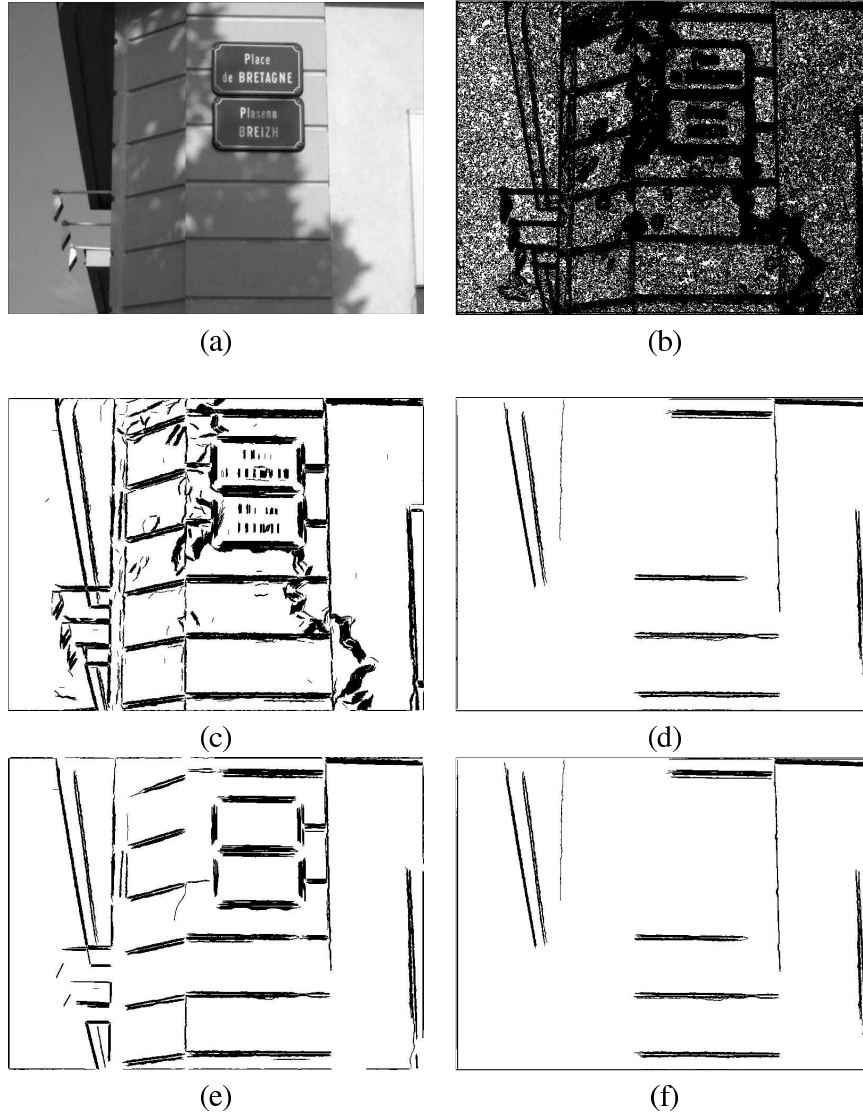 Place
de BRETAGNE
Plasenn
BREIZH
(a)
(b)
(c)
(d)
(e)
(f)